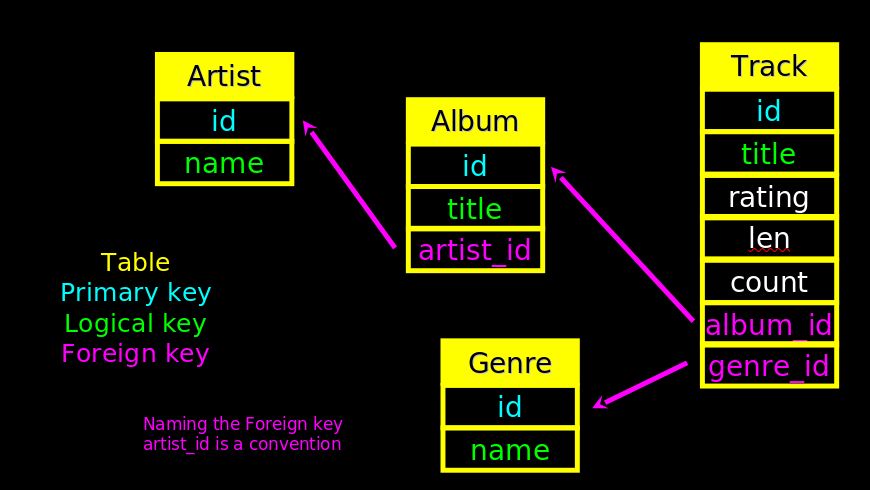 Artist
id
name
Album
id
title
artist_id
Track
id
title
rating
len
count
album_id
genre_id
Genre
id
name
Table
Primary key
Logical key
Foreign key
Naming the Foreign key
artist_id is a convention